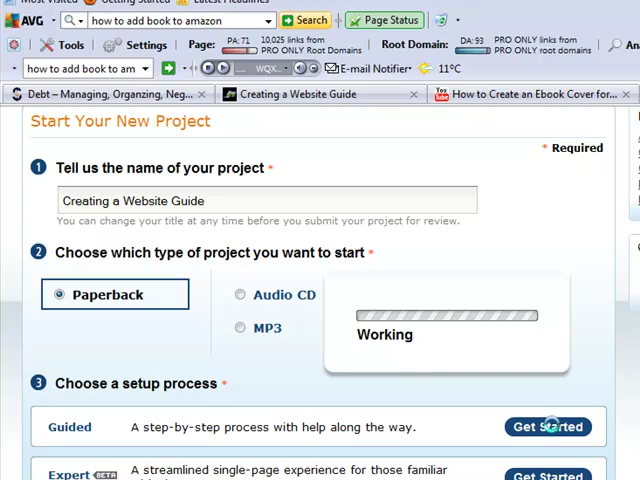 Most Visited Getting Started Latest Headlines
AVG how to add book to amazon Search Page Status
Tools Settings Page: PA: 71 10,025 links from PRO ONLY Root Domains Root Domain: DA: 93 PRO ONLY links from PRO ONLY Root Domains
how to add book to am WQX... E-mail Notifier 11°C
Debt – Managing, Organizing, Neg... Creating a Website Guide You Tube How to Create an Ebook Cover for...
Start Your New Project
* Required
1 Tell us the name of your project *
Creating a Website Guide
You can change your title at any time before you submit your project for review.
2 Choose which type of project you want to start *
Paperback Audio CD
MP3
Working
3 Choose a setup process *
Guided A step-by-step process with help along the way. Get Started
Expert BETA A streamlined single-page experience for those familiar Get Started